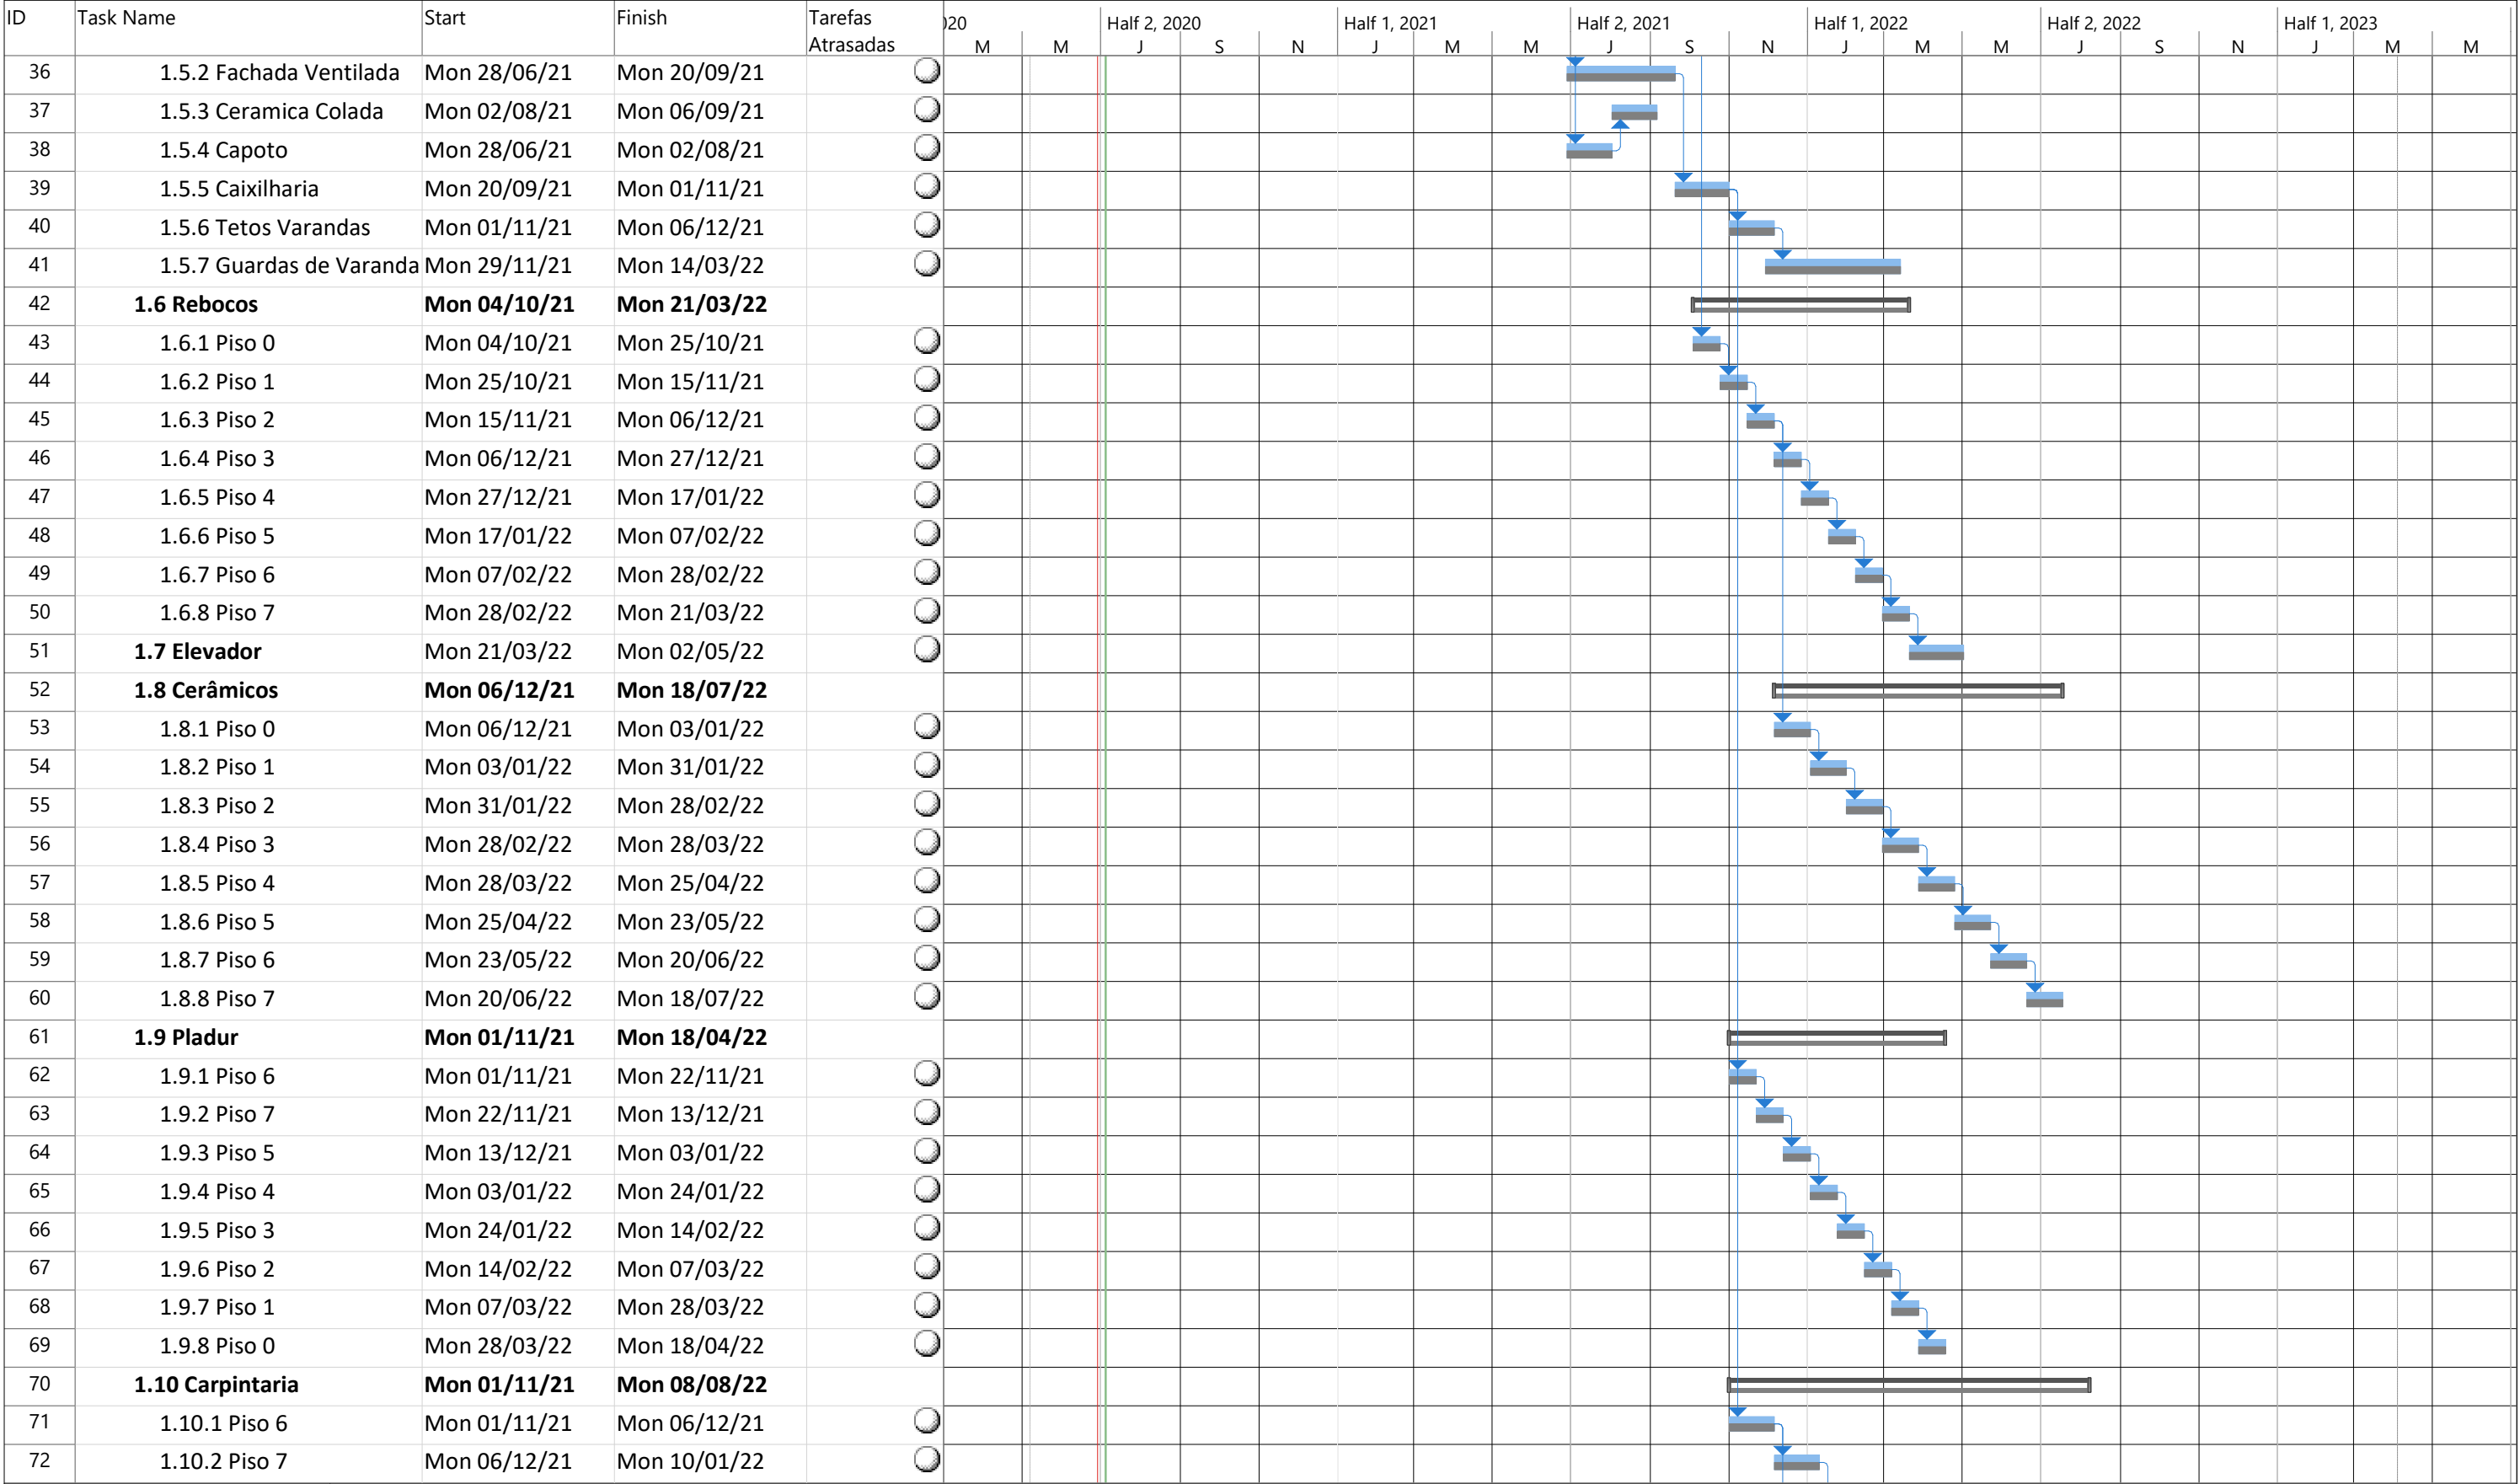 ID Task Name Start Finish Tarefas Atrasadas
020 Half 2, 2020 Half 1, 2021 Half 2, 2021 Half 1, 2022 Half 2, 2022 Half 1, 2023
M M J S N J M M J S N J M M J S N J M M
36 1.5.2 Fachada Ventilada Mon 28/06/21 Mon 20/09/21
37 1.5.3 Ceramica Colada Mon 02/08/21 Mon 06/09/21
38 1.5.4 Capoto Mon 28/06/21 Mon 02/08/21
39 1.5.5 Caixilharia Mon 20/09/21 Mon 01/11/21
40 1.5.6 Tetos Varandas Mon 01/11/21 Mon 06/12/21
41 1.5.7 Guardas de Varanda Mon 29/11/21 Mon 14/03/22
42 1.6 Rebocos Mon 04/10/21 Mon 21/03/22
43 1.6.1 Piso 0 Mon 04/10/21 Mon 25/10/21
44 1.6.2 Piso 1 Mon 25/10/21 Mon 15/11/21
45 1.6.3 Piso 2 Mon 15/11/21 Mon 06/12/21
46 1.6.4 Piso 3 Mon 06/12/21 Mon 27/12/21
47 1.6.5 Piso 4 Mon 27/12/21 Mon 17/01/22
48 1.6.6 Piso 5 Mon 17/01/22 Mon 07/02/22
49 1.6.7 Piso 6 Mon 07/02/22 Mon 28/02/22
50 1.6.8 Piso 7 Mon 28/02/22 Mon 21/03/22
51 1.7 Elevador Mon 21/03/22 Mon 02/05/22
52 1.8 Cerâmicos Mon 06/12/21 Mon 18/07/22
53 1.8.1 Piso 0 Mon 06/12/21 Mon 03/01/22
54 1.8.2 Piso 1 Mon 03/01/22 Mon 31/01/22
55 1.8.3 Piso 2 Mon 31/01/22 Mon 28/02/22
56 1.8.4 Piso 3 Mon 28/02/22 Mon 28/03/22
57 1.8.5 Piso 4 Mon 28/03/22 Mon 25/04/22
58 1.8.6 Piso 5 Mon 25/04/22 Mon 23/05/22
59 1.8.7 Piso 6 Mon 23/05/22 Mon 20/06/22
60 1.8.8 Piso 7 Mon 20/06/22 Mon 18/07/22
61 1.9 Pladur Mon 01/11/21 Mon 18/04/22
62 1.9.1 Piso 6 Mon 01/11/21 Mon 22/11/21
63 1.9.2 Piso 7 Mon 22/11/21 Mon 13/12/21
64 1.9.3 Piso 5 Mon 13/12/21 Mon 03/01/22
65 1.9.4 Piso 4 Mon 03/01/22 Mon 24/01/22
66 1.9.5 Piso 3 Mon 24/01/22 Mon 14/02/22
67 1.9.6 Piso 2 Mon 14/02/22 Mon 07/03/22
68 1.9.7 Piso 1 Mon 07/03/22 Mon 28/03/22
69 1.9.8 Piso 0 Mon 28/03/22 Mon 18/04/22
70 1.10 Carpintaria Mon 01/11/21 Mon 08/08/22
71 1.10.1 Piso 6 Mon 01/11/21 Mon 06/12/21
72 1.10.2 Piso 7 Mon 06/12/21 Mon 10/01/22